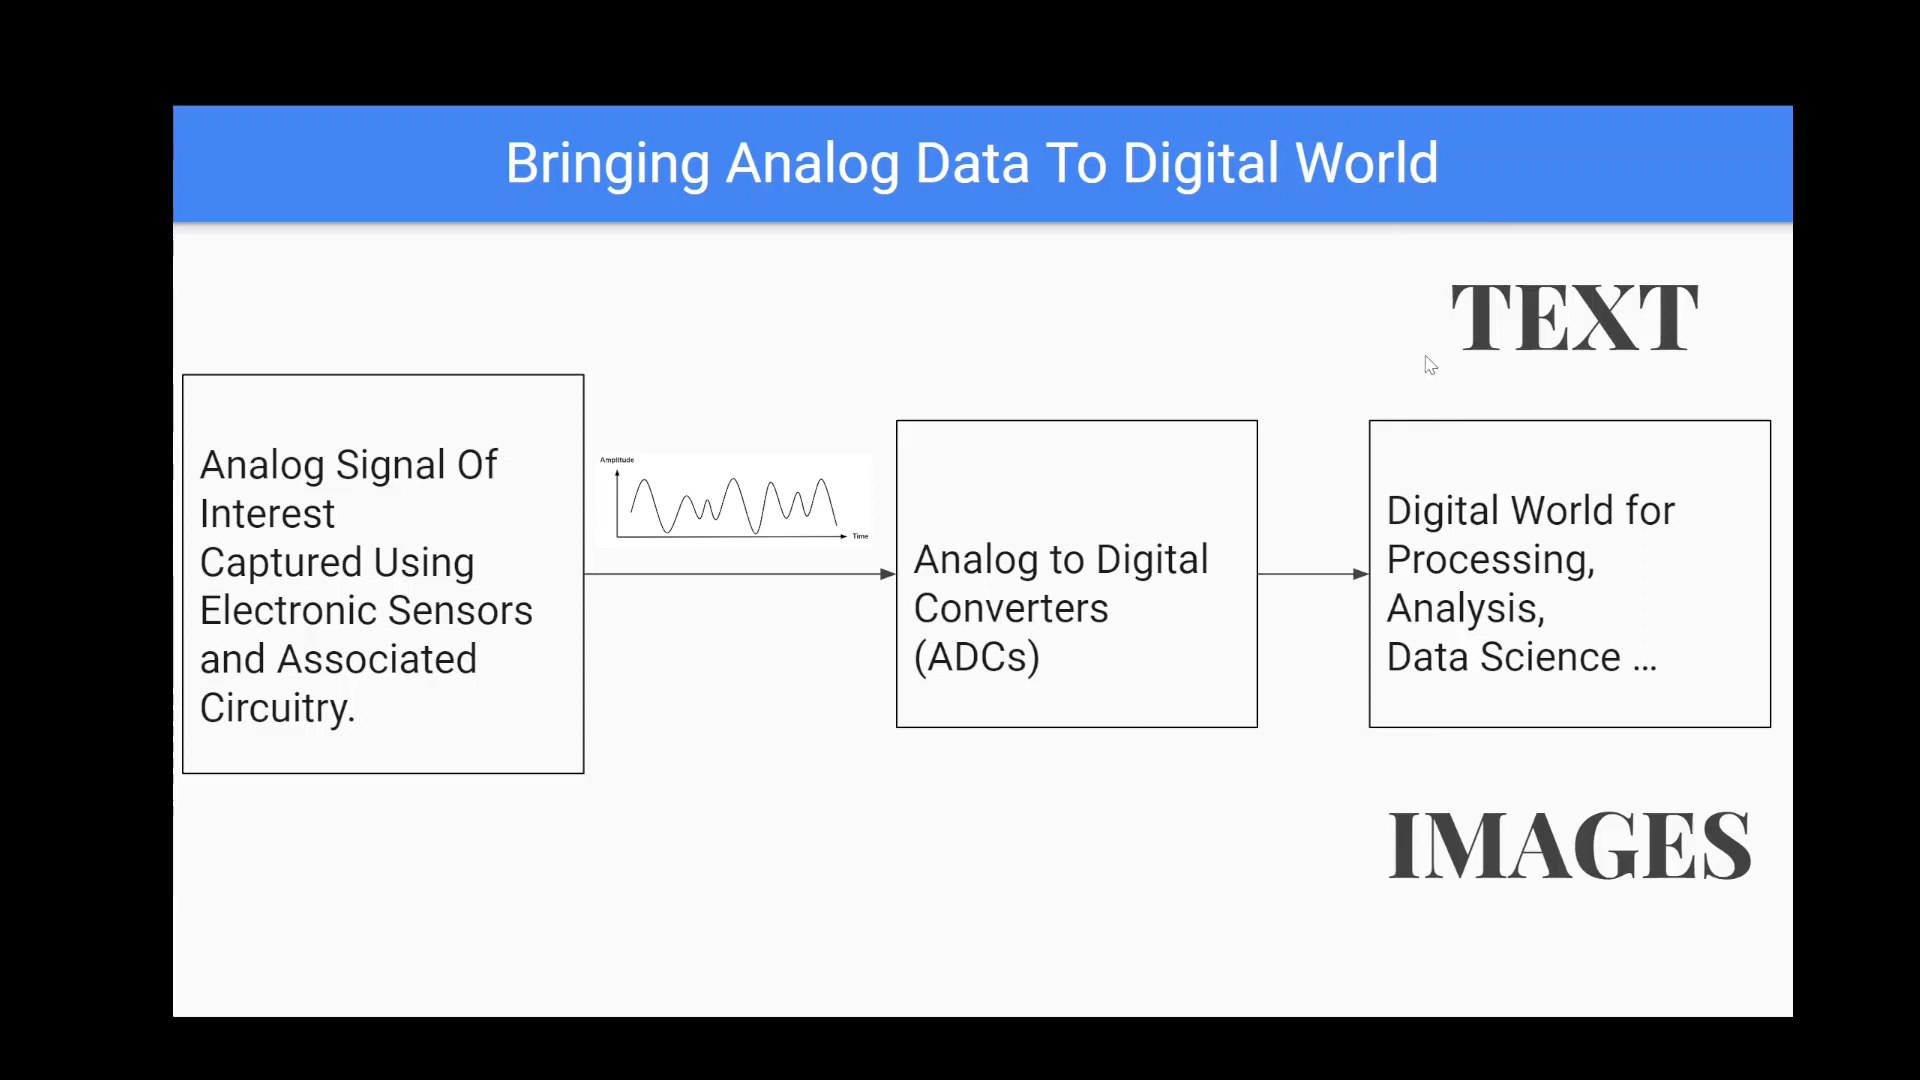 Bringing Analog Data To Digital World
TEXT
Analog Signal Of
Interest
Captured Using
Electronic Sensors
and Associated
Circuitry.
Amplitude
Time
Analog to Digital
Converters
(ADCs)
Digital World for
Processing,
Analysis,
Data Science ...
IMAGES